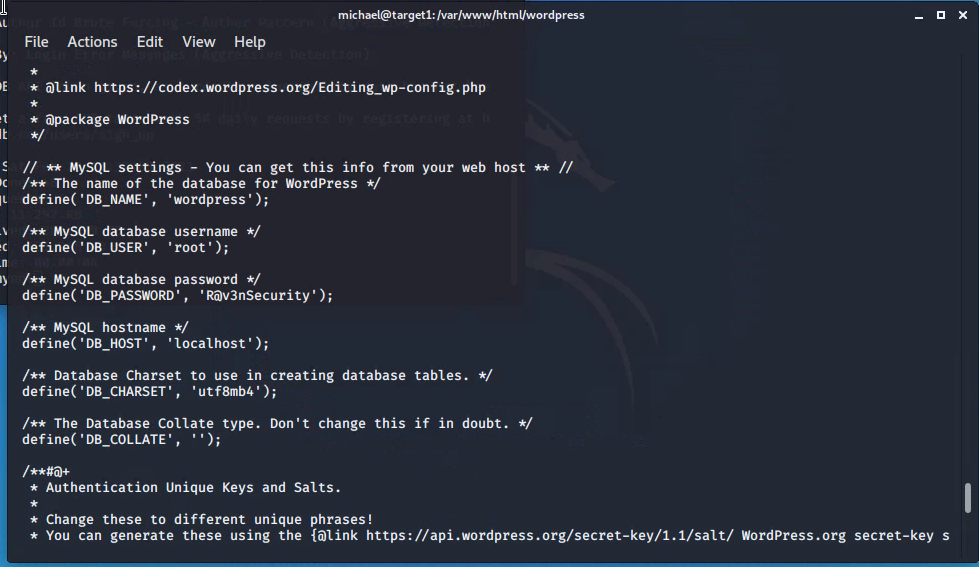 michael@target1:/var/www/html/wordpress
File Actions Edit View Help
*
* @link https://codex.wordpress.org/Editing_wp-config.php
*
* @package WordPress
*/
// ** MySQL settings - You can get this info from your web host ** //
/** The name of the database for WordPress */
define('DB_NAME', 'wordpress');
/** MySQL database username */
define('DB_USER', 'root');
/** MySQL database password */
define('DB_PASSWORD', 'R@v3nSecurity');
/** MySQL hostname */
define('DB_HOST', 'localhost');
/** Database Charset to use in creating database tables. */
define('DB_CHARSET', 'utf8mb4');
/** The Database Collate type. Don't change this if in doubt. */
define('DB_COLLATE', '');
/**#@+
* Authentication Unique Keys and Salts.
*
* Change these to different unique phrases!
* You can generate these using the {@link https://api.wordpress.org/secret-key/1.1/salt/ WordPress.org secret-key s